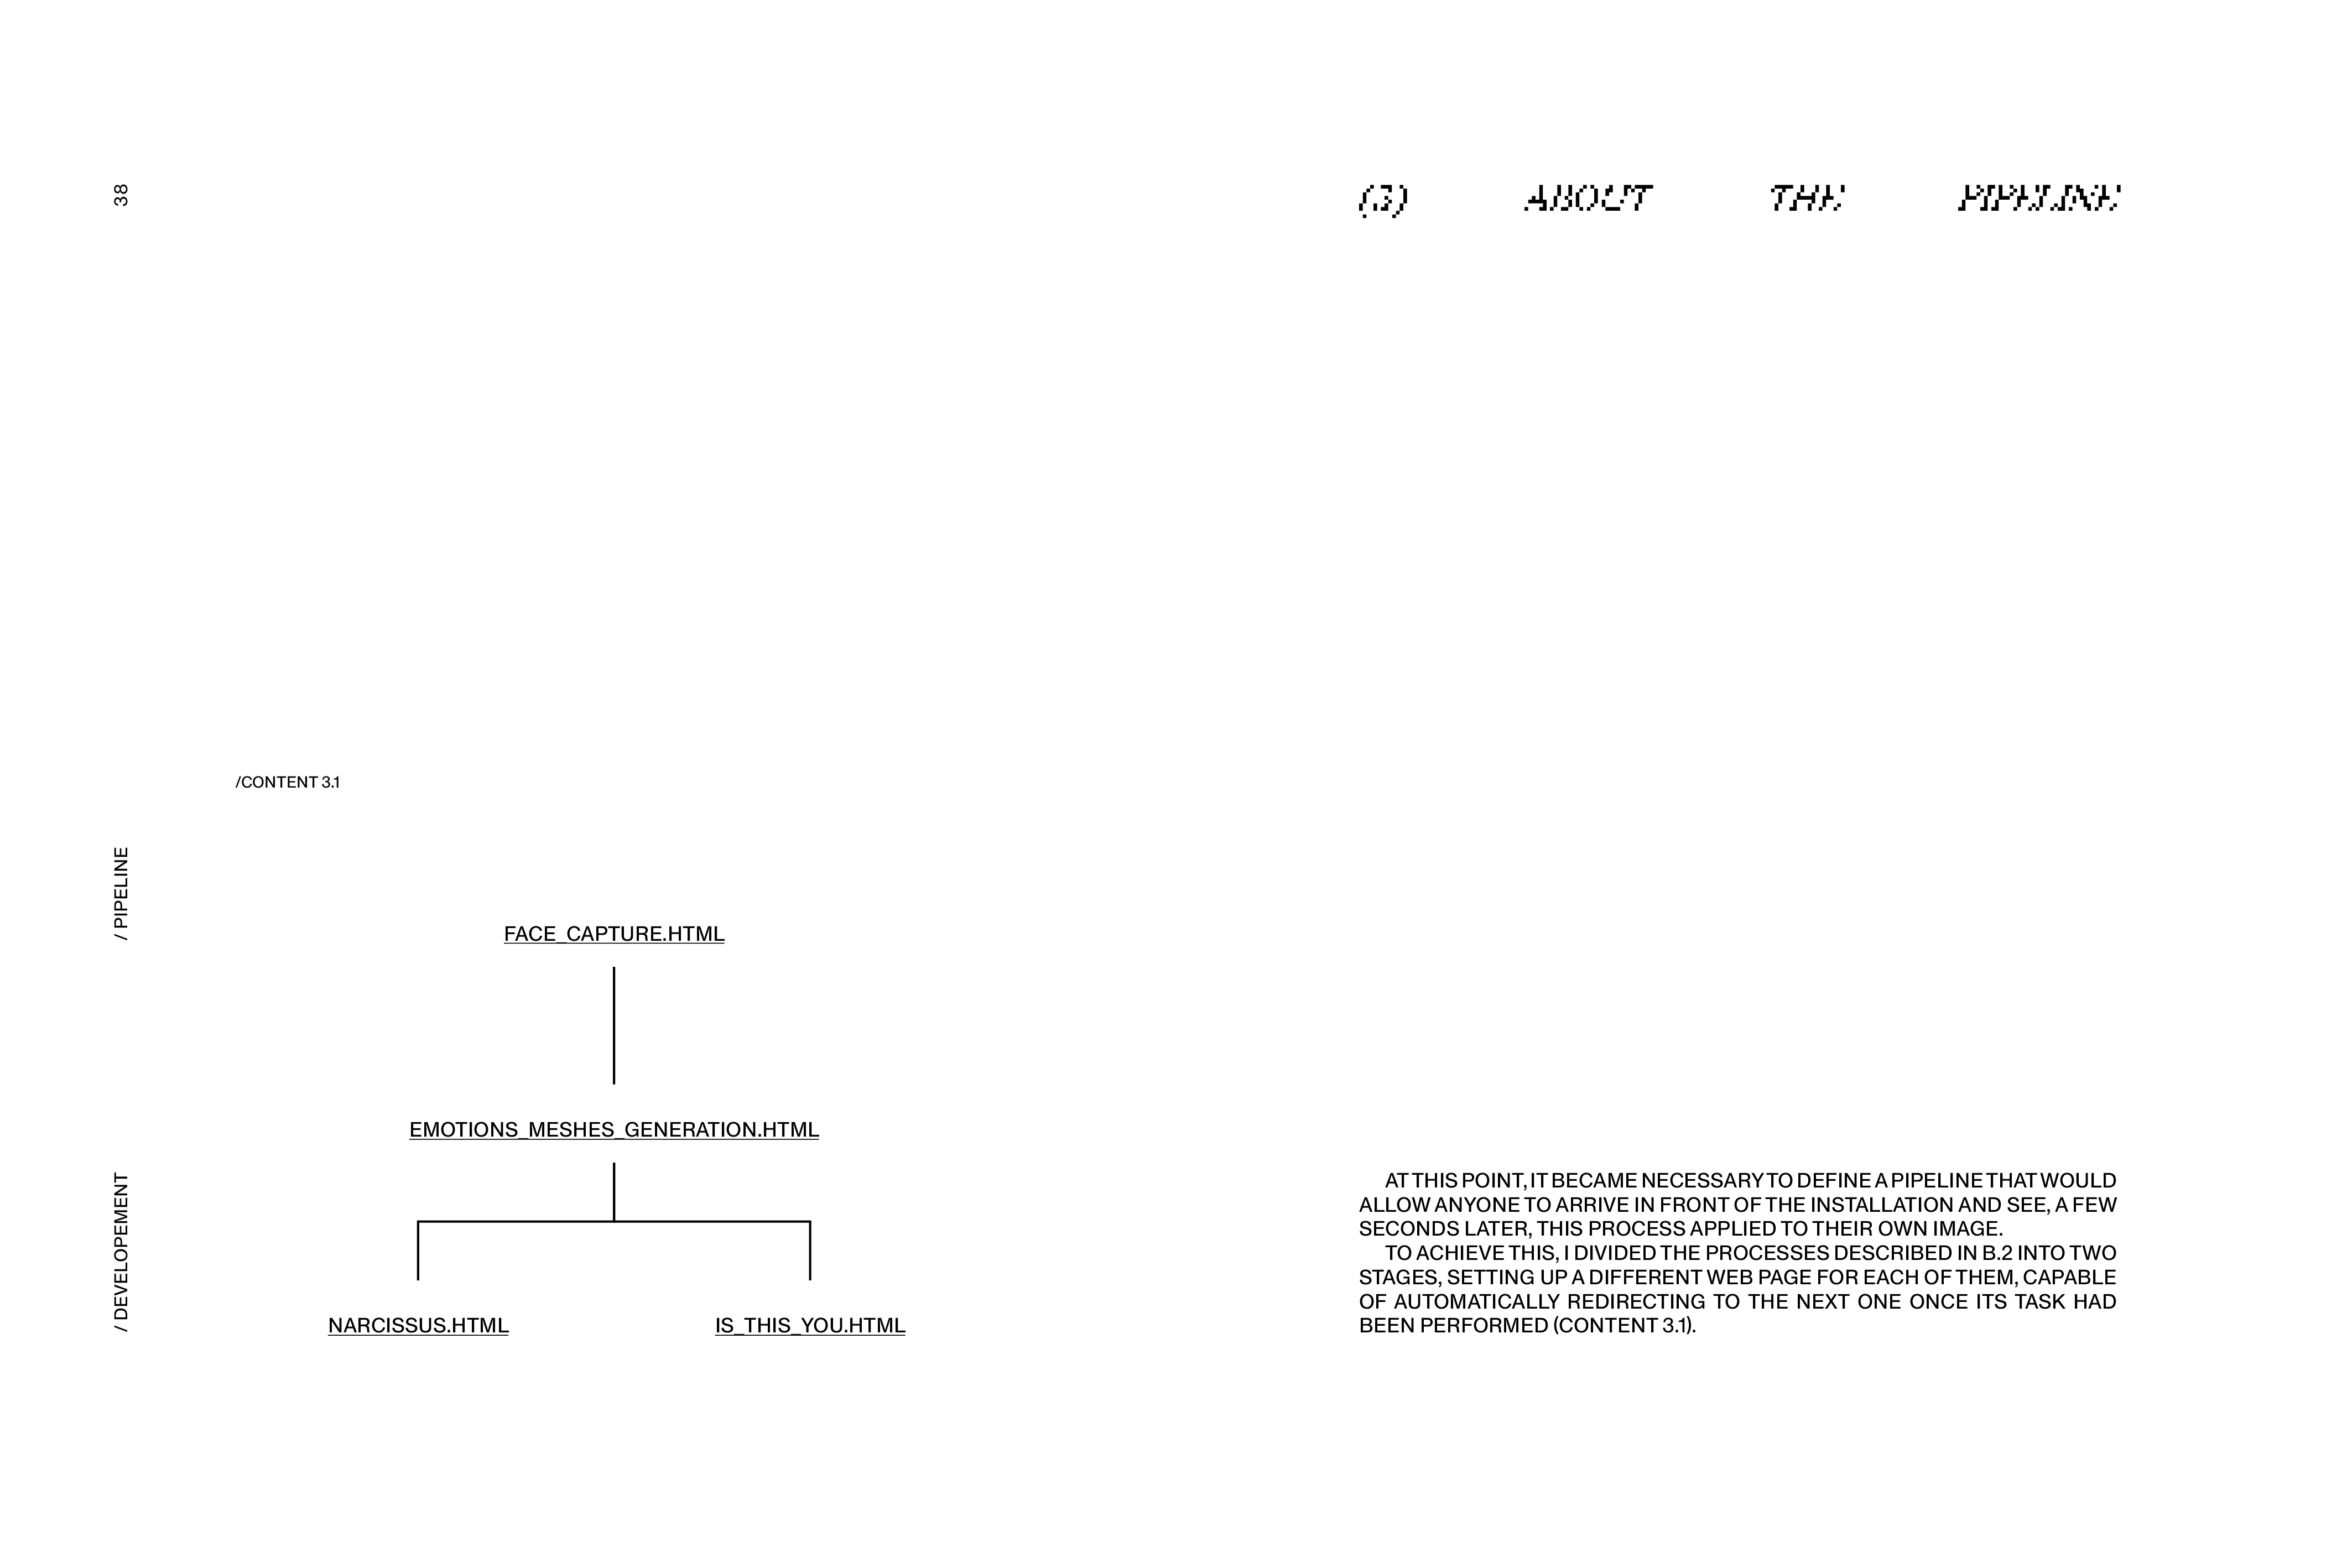 38
/ PIPELINE
/ DEVELOPEMENT
/CONTENT 3.1
FACE_CAPTURE.HTML
EMOTIONS_MESHES_GENERATION.HTML
NARCISSUS.HTML IS_THIS_YOU.HTML
(3) ABOUT THE PIPELINE
AT THIS POINT, IT BECAME NECESSARY TO DEFINE A PIPELINE THAT WOULD
ALLOW ANYONE TO ARRIVE IN FRONT OF THE INSTALLATION AND SEE, A FEW
SECONDS LATER, THIS PROCESS APPLIED TO THEIR OWN IMAGE.
TO ACHIEVE THIS, I DIVIDED THE PROCESSES DESCRIBED IN B.2 INTO TWO
STAGES, SETTING UP A DIFFERENT WEB PAGE FOR EACH OF THEM, CAPABLE
OF AUTOMATICALLY REDIRECTING TO THE NEXT ONE ONCE ITS TASK HAD
BEEN PERFORMED (CONTENT 3.1).